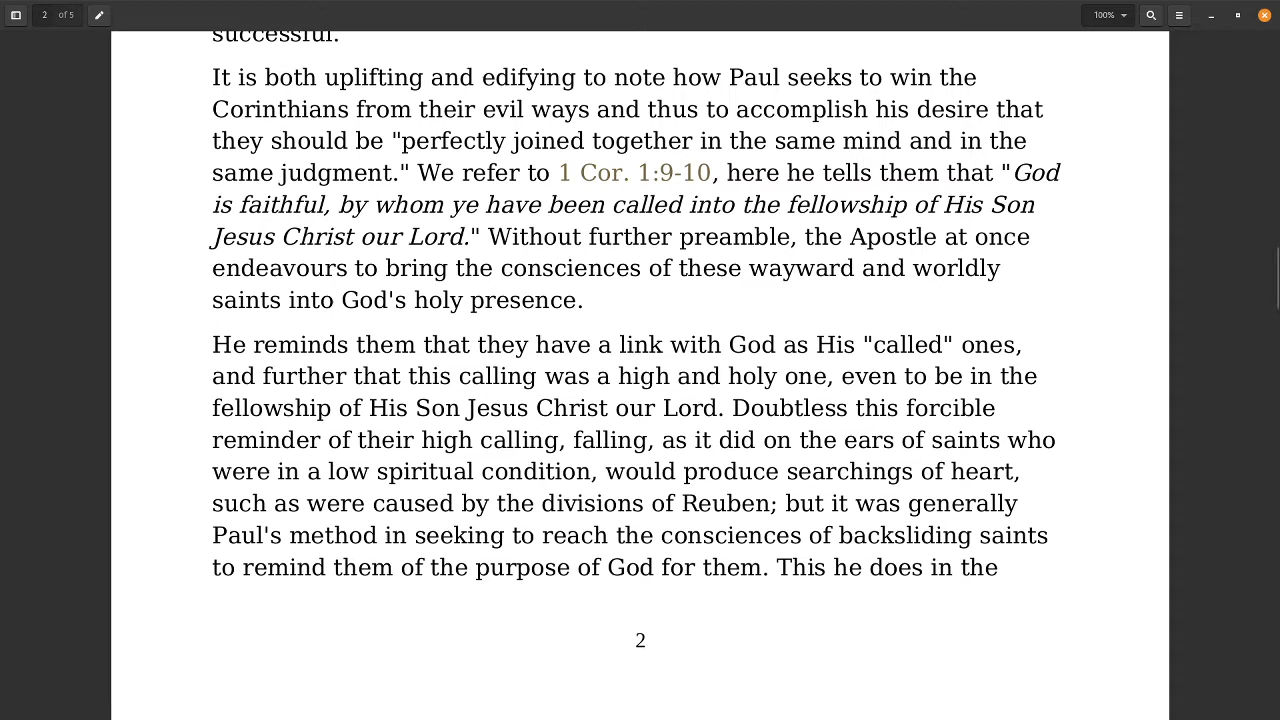 2 of 5
100%
successful.
It is both uplifting and edifying to note how Paul seeks to win the
Corinthians from their evil ways and thus to accomplish his desire that
they should be "perfectly joined together in the same mind and in the
same judgment." We refer to 1 Cor. 1:9-10, here he tells them that "God
is faithful, by whom ye have been called into the fellowship of His Son
Jesus Christ our Lord." Without further preamble, the Apostle at once
endeavours to bring the consciences of these wayward and worldly
saints into God's holy presence.
He reminds them that they have a link with God as His "called" ones,
and further that this calling was a high and holy one, even to be in the
fellowship of His Son Jesus Christ our Lord. Doubtless this forcible
reminder of their high calling, falling, as it did on the ears of saints who
were in a low spiritual condition, would produce searchings of heart,
such as were caused by the divisions of Reuben; but it was generally
Paul's method in seeking to reach the consciences of backsliding saints
to remind them of the purpose of God for them. This he does in the
2